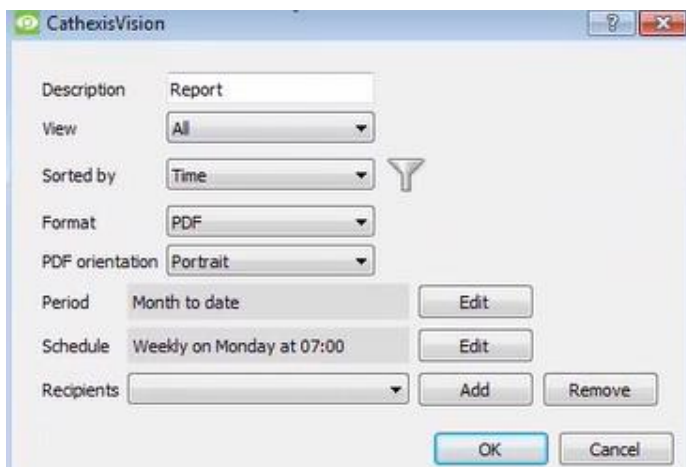 CathexisVision
Description Report
View All
Sorted by Time
Format PDF
PDF orientation Portrait
Period Month to date Edit
Schedule Weekly on Monday at 07:00 Edit
Recipients Add Remove
OK Cancel